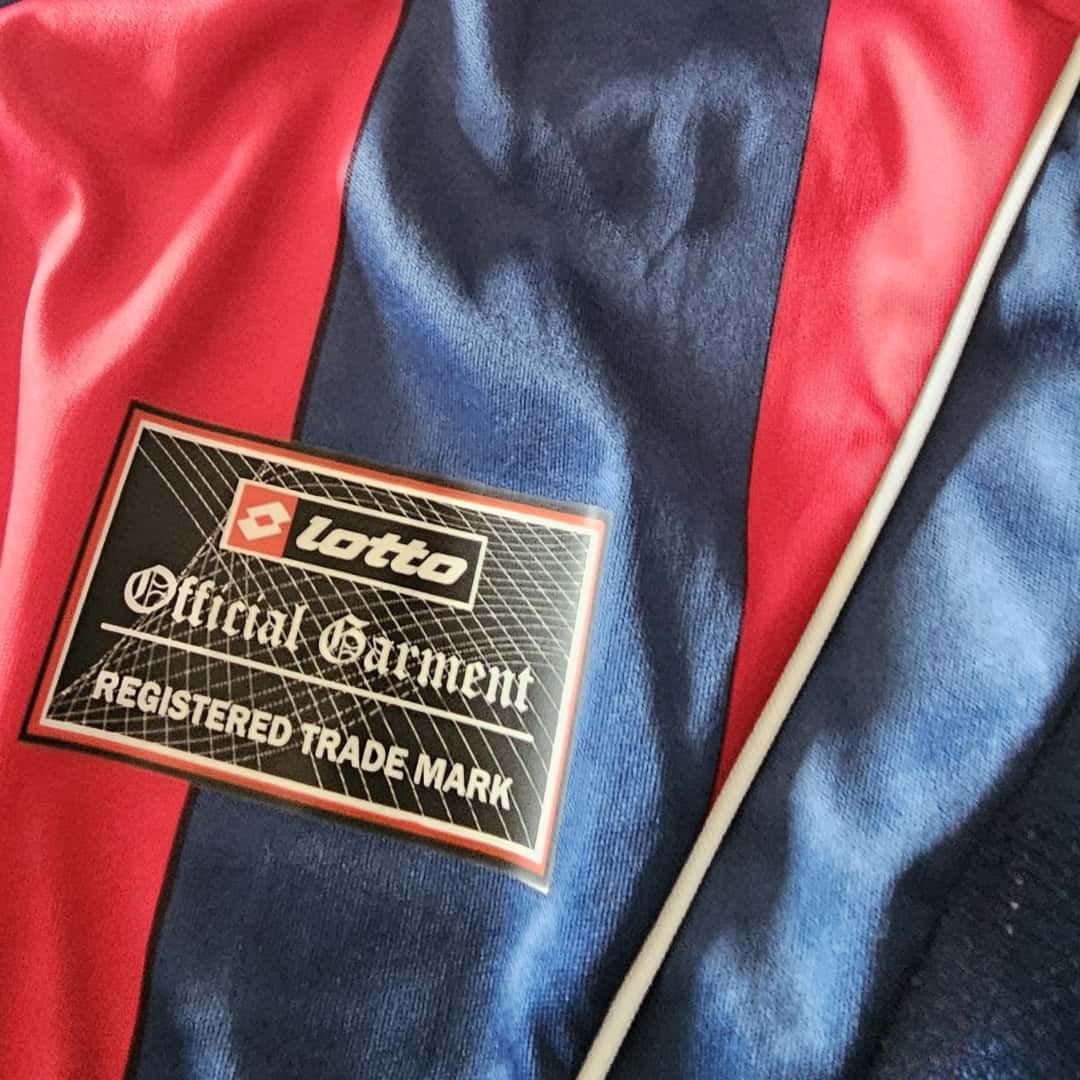 lotto
Official Garment
REGISTERED TRADE MARK